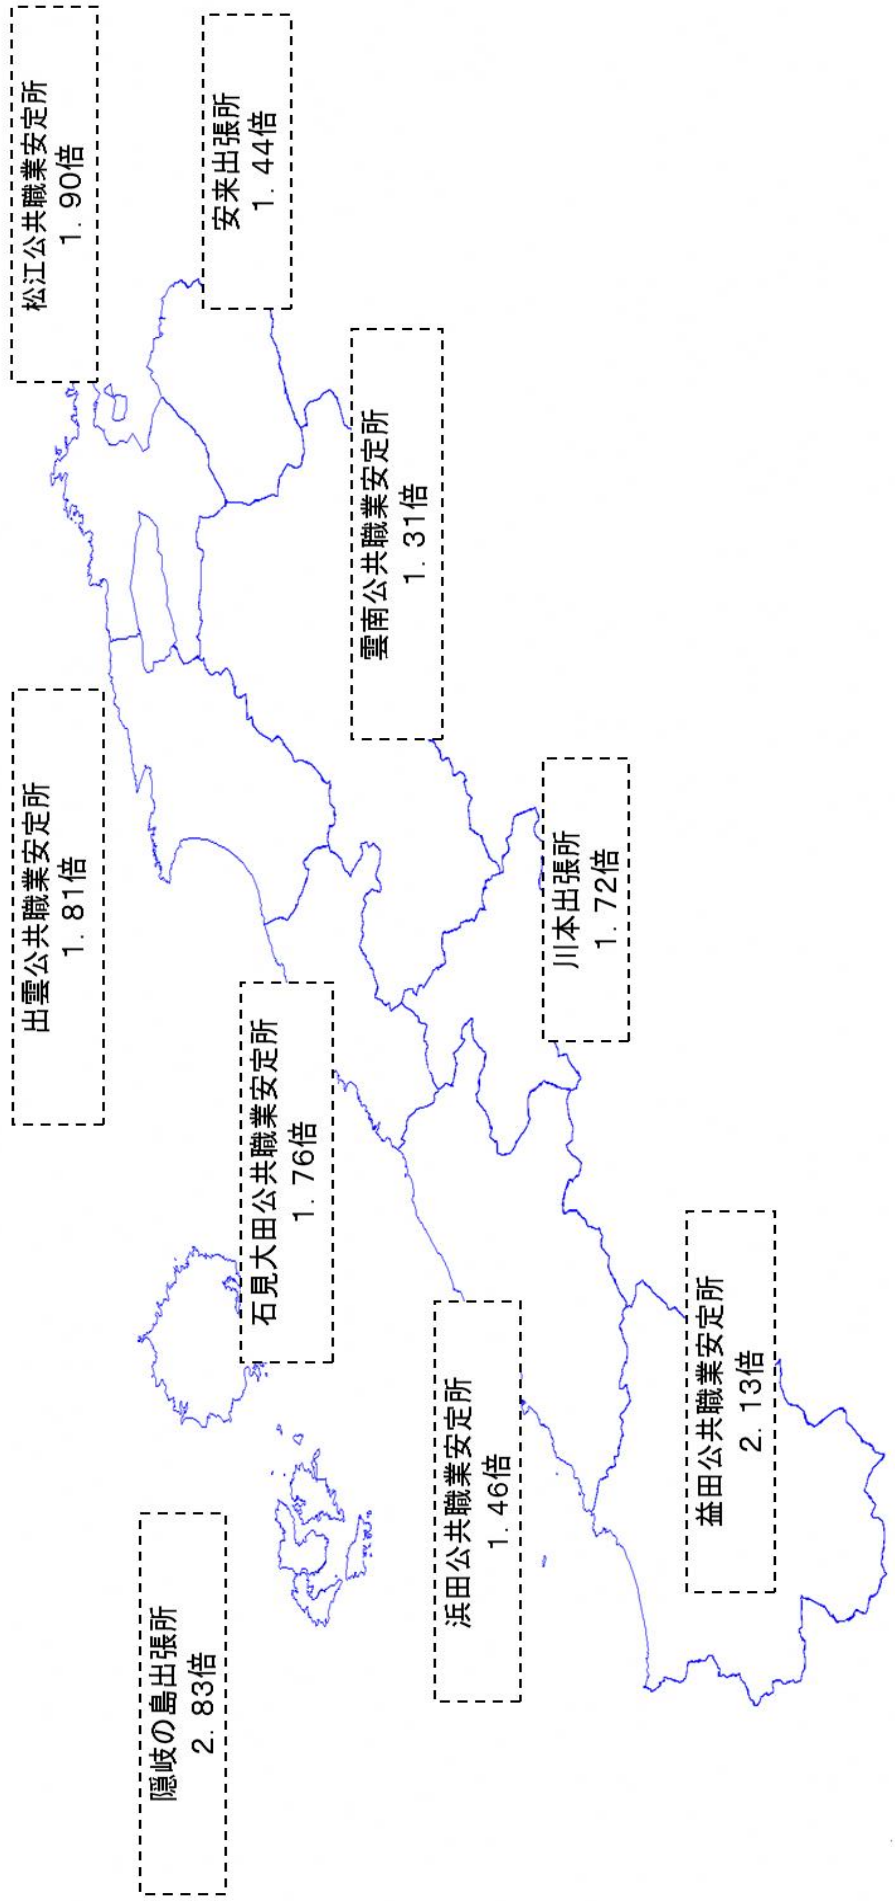 隠岐の島出張所
2．83倍
出雲公共職業安定所
1．81倍
松江公共職業安定所
1．90倍
安来出張所
1．44倍
石見大田公共職業安定所
1．76倍
雲南公共職業安定所
1．31倍
浜田公共職業安定所
1．46倍
川本出張所
1．72倍
益田公共職業安定所
2．13倍